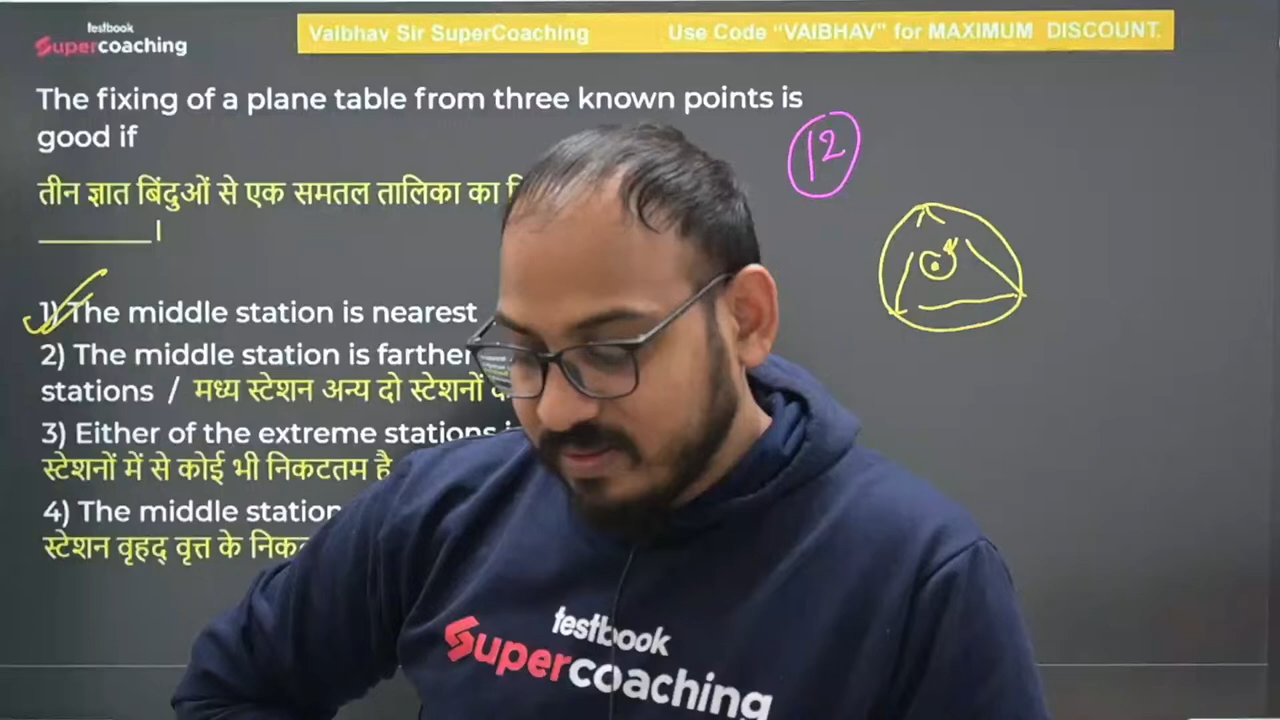 testbook
Supercoaching
Vaibhav Sir SuperCoaching
Use Code “VAIBHAV” for MAXIMUM DISCOUNT.
The fixing of a plane table from three known points is
good if
12
तीन ज्ञात बिंदुओं से एक समतल तालिका का
________।
1) The middle station is nearest
2) The middle station is
stations / मध्य स्टेशन अन्य दो स्टेशनों
3) Either of the extreme stations
स्टेशनों में से कोई भी निकटतम है
4) The middle station
स्टेशन वृहद् वृत्त के
testbook
Supercoaching